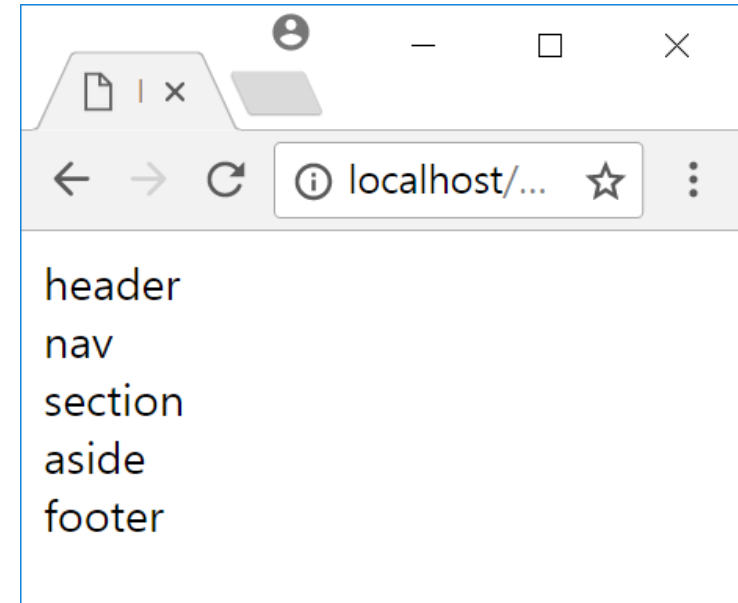 localhost/...
header
nav
section
aside
footer